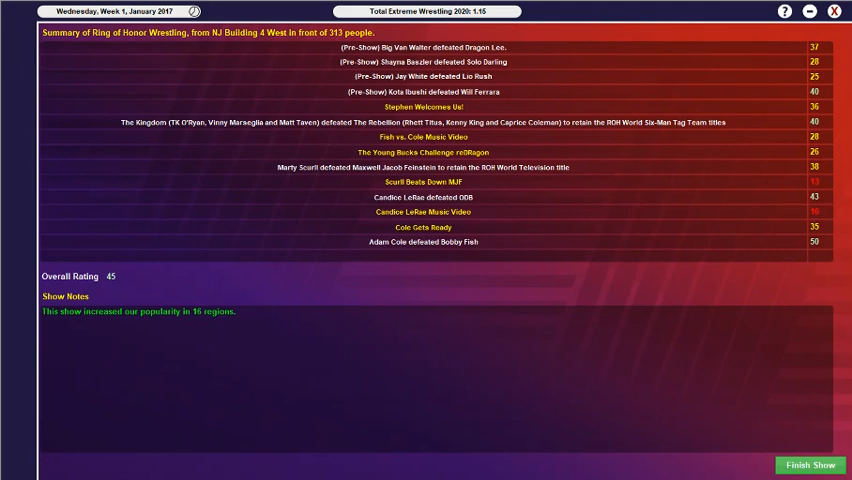 Wednesday, Week 1, January 2017
Total Extreme Wrestling 2020: 1.15
? X
Summary of Ring of Honor Wrestling, from NJ Building 4 West in front of 313 people.
(Pre-Show) Big Van Walter defeated Dragon Lee. 37
(Pre-Show) Shayna Baszler defeated Solo Darling 28
(Pre-Show) Jay White defeated Lio Rush 25
(Pre-Show) Kota Ibushi defeated Will Ferrara 40
Stephen Welcomes Us! 36
The Kingdom (TK O'Ryan, Vinny Marseglia and Matt Taven) defeated The Rebellion (Rhett Titus, Kenny King and Caprice Coleman) to retain the ROH World Six-Man Tag Team titles 40
Fish vs. Cole Music Video 28
The Young Bucks Challenge reDRagon 26
Marty Scurll defeated Maxwell Jacob Feinstein to retain the ROH World Television title 38
Scurll Beats Down MJF 13
Candice LeRae defeated ODB 43
Candice LeRae Music Video 16
Cole Gets Ready 35
Adam Cole defeated Bobby Fish 50
Overall Rating 45
Show Notes
This show increased our popularity in 16 regions.
Finish Show